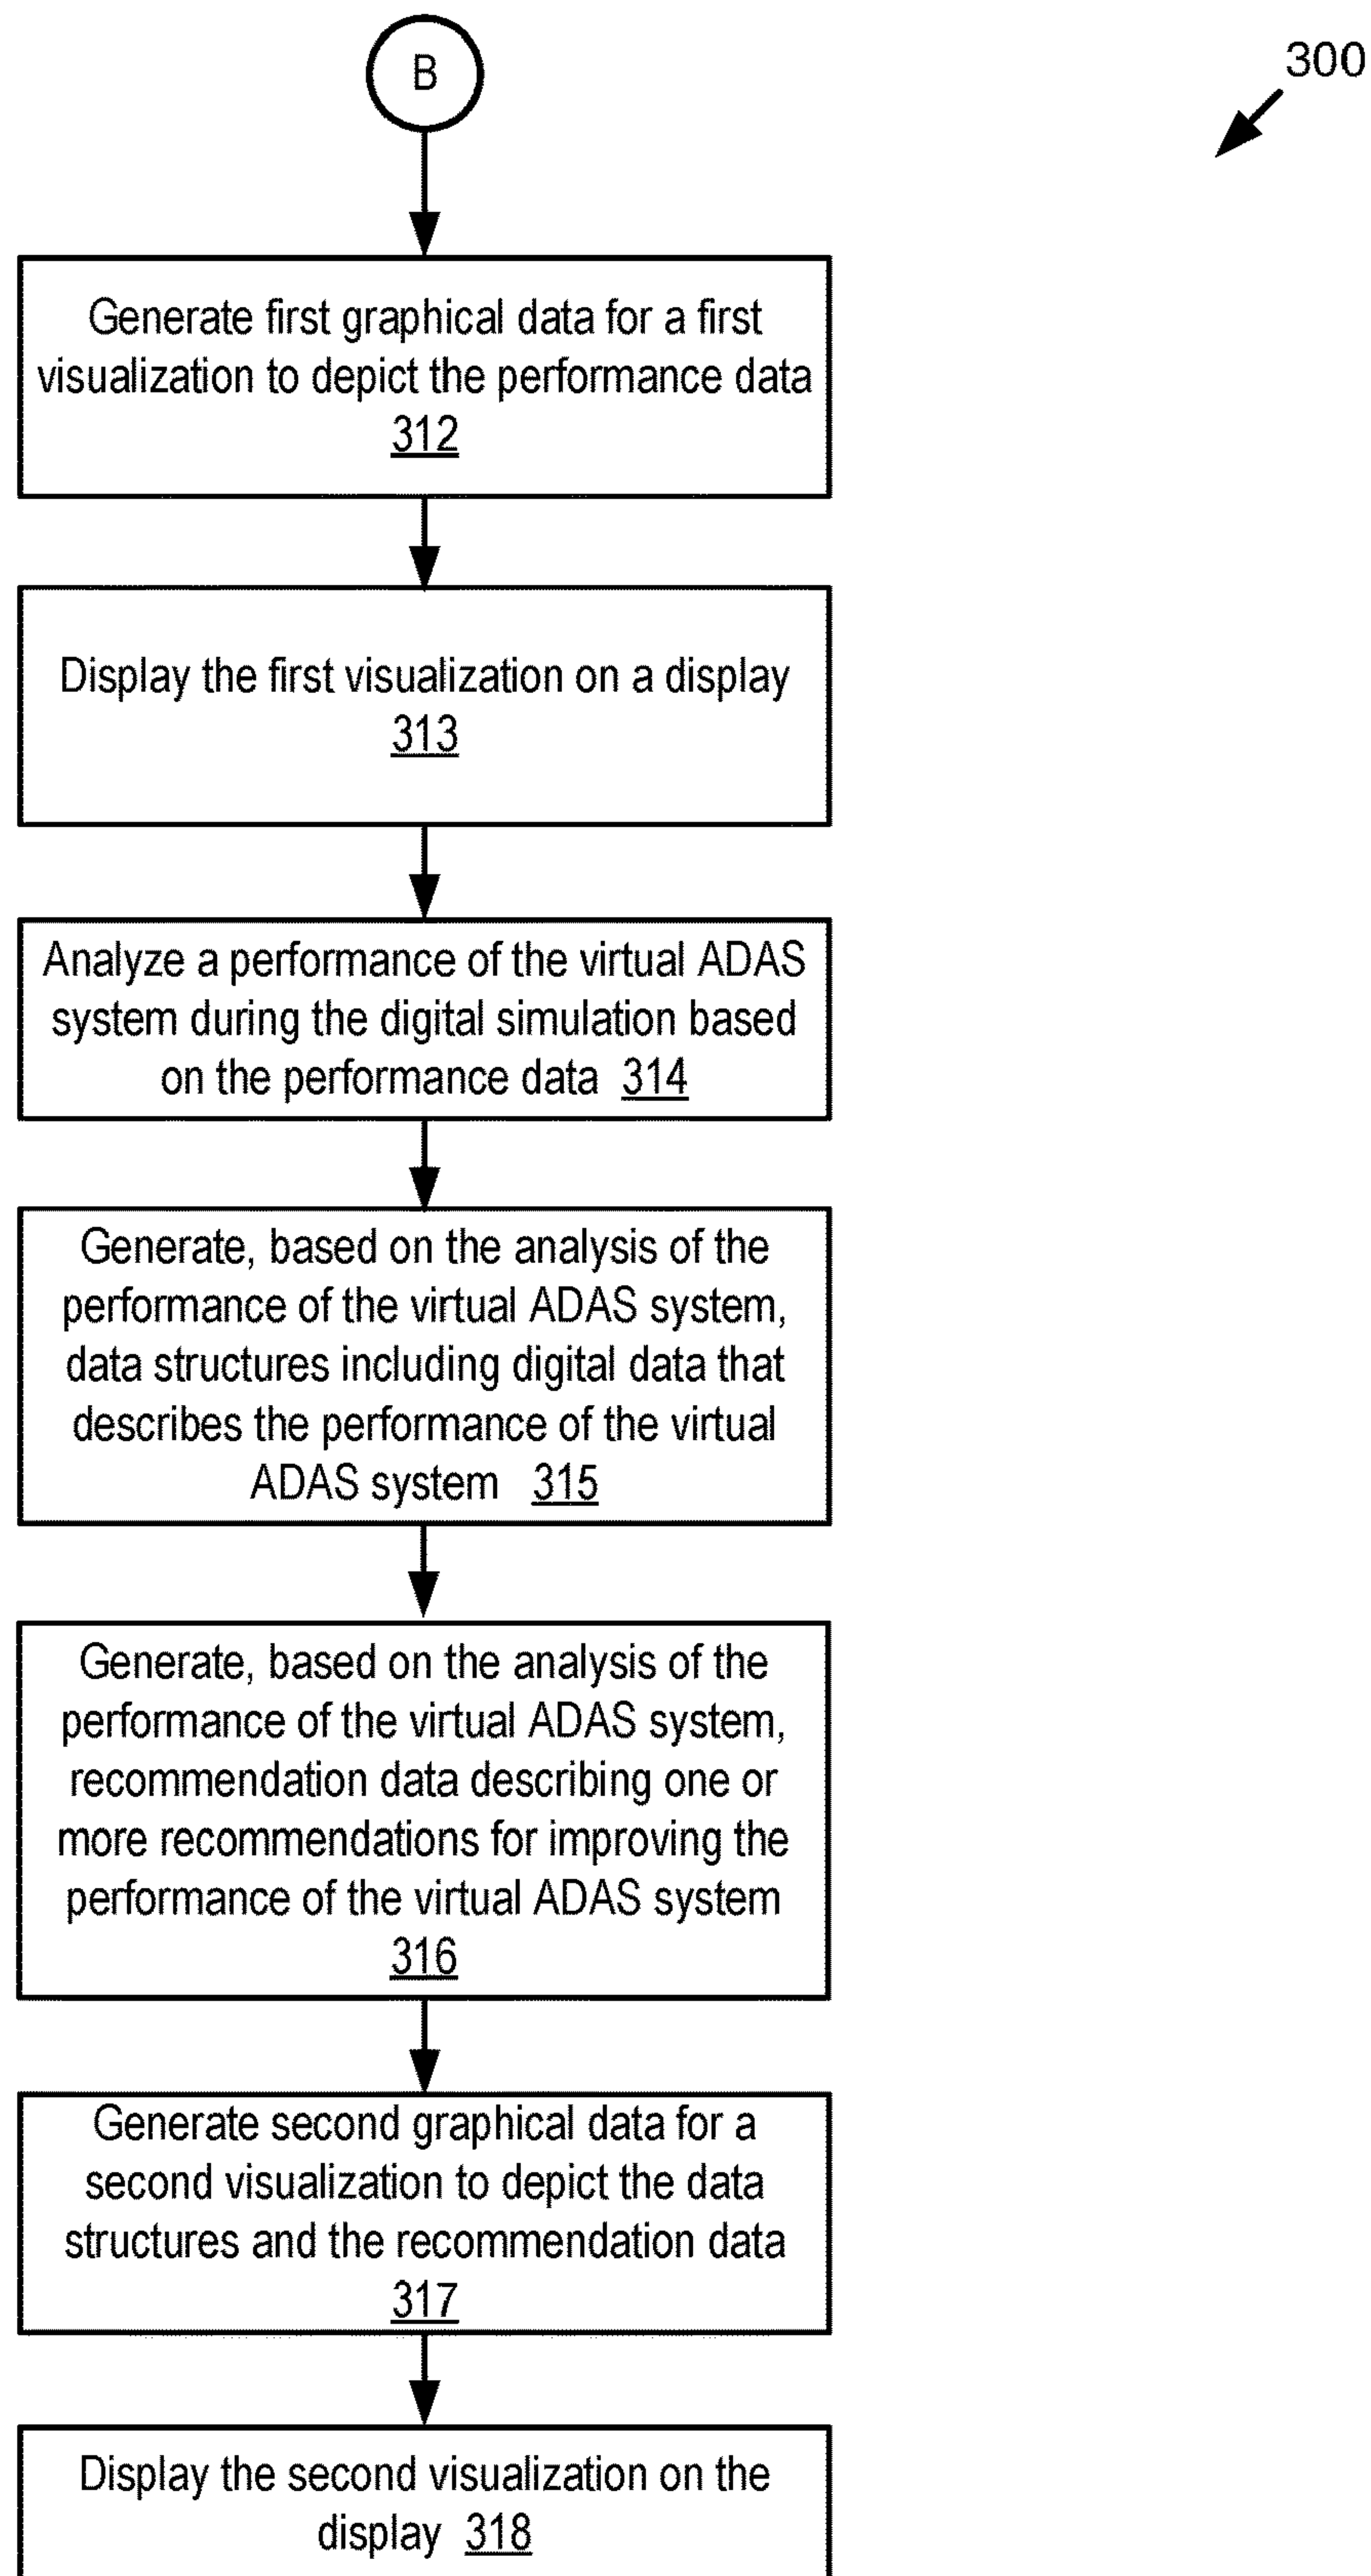 B
300
Generate first graphical data for a first
visualization to depict the performance data
312
Display the first visualization on a display
313
Analyze a performance of the virtual ADAS
system during the digital simulation based
on the performance data 314
Generate, based on the analysis of the
performance of the virtual ADAS system,
data structures including digital data that
describes the performance of the virtual
ADAS system 315
Generate, based on the analysis of the
performance of the virtual ADAS system,
recommendation data describing one or
more recommendations for improving the
performance of the virtual ADAS system
316
Generate second graphical data for a
second visualization to depict the data
structures and the recommendation data
317
Display the second visualization on the
display 318